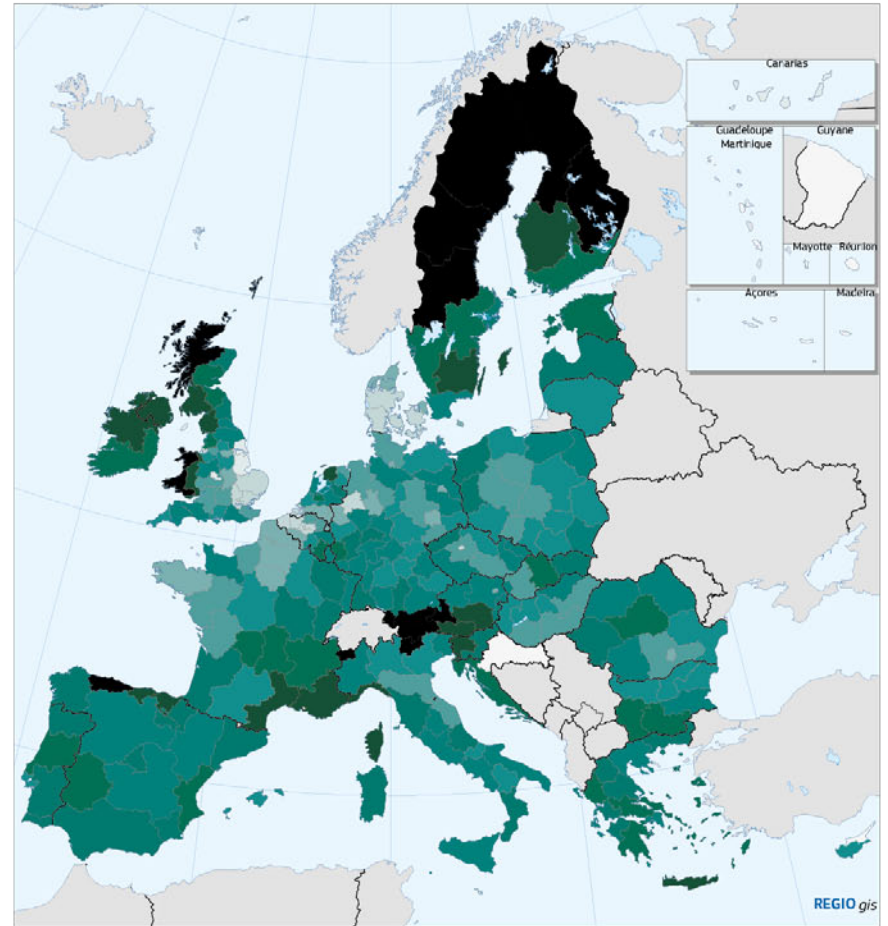 Canarias
Guadeloupe
Martinique
Guyane
Mayotte
Réunion
Açores
Madeira
REGIO gis